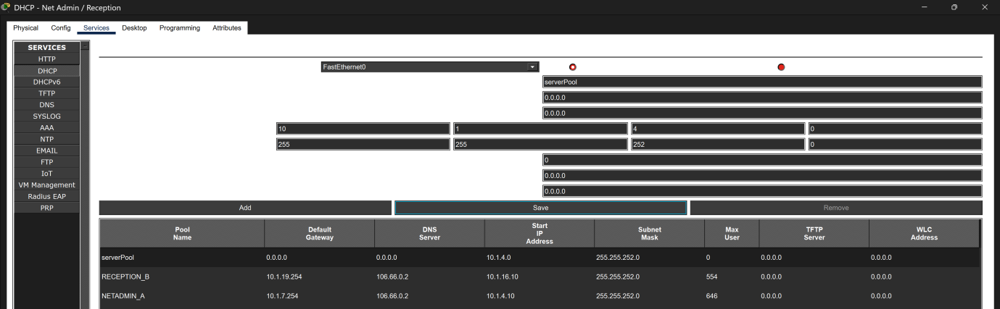 DHCP - Net Admin / Reception
Physical Config Services Desktop Programming Attributes
SERVICES
HTTP
DHCP
DHCPv6
TFTP
DNS
SYSLOG
AAA
NTP
EMAIL
FTP
IoT
VM Management
Radius EAP
PRP
FastEthernet0
serverPool
0.0.0.0
0.0.0.0
10 1 4 0
255 255 252 0
0
0.0.0.0
0.0.0.0
Add Save Remove
Pool Name Default Gateway DNS Server Start IP Address Subnet Mask Max User TFTP Server WLC Address
serverPool 0.0.0.0 0.0.0.0 10.1.4.0 255.255.252.0 0 0.0.0.0 0.0.0.0
RECEPTION_B 10.1.19.254 106.66.0.2 10.1.16.10 255.255.252.0 554 0.0.0.0 0.0.0.0
NETADMIN_A 10.1.7.254 106.66.0.2 10.1.4.10 255.255.252.0 646 0.0.0.0 0.0.0.0